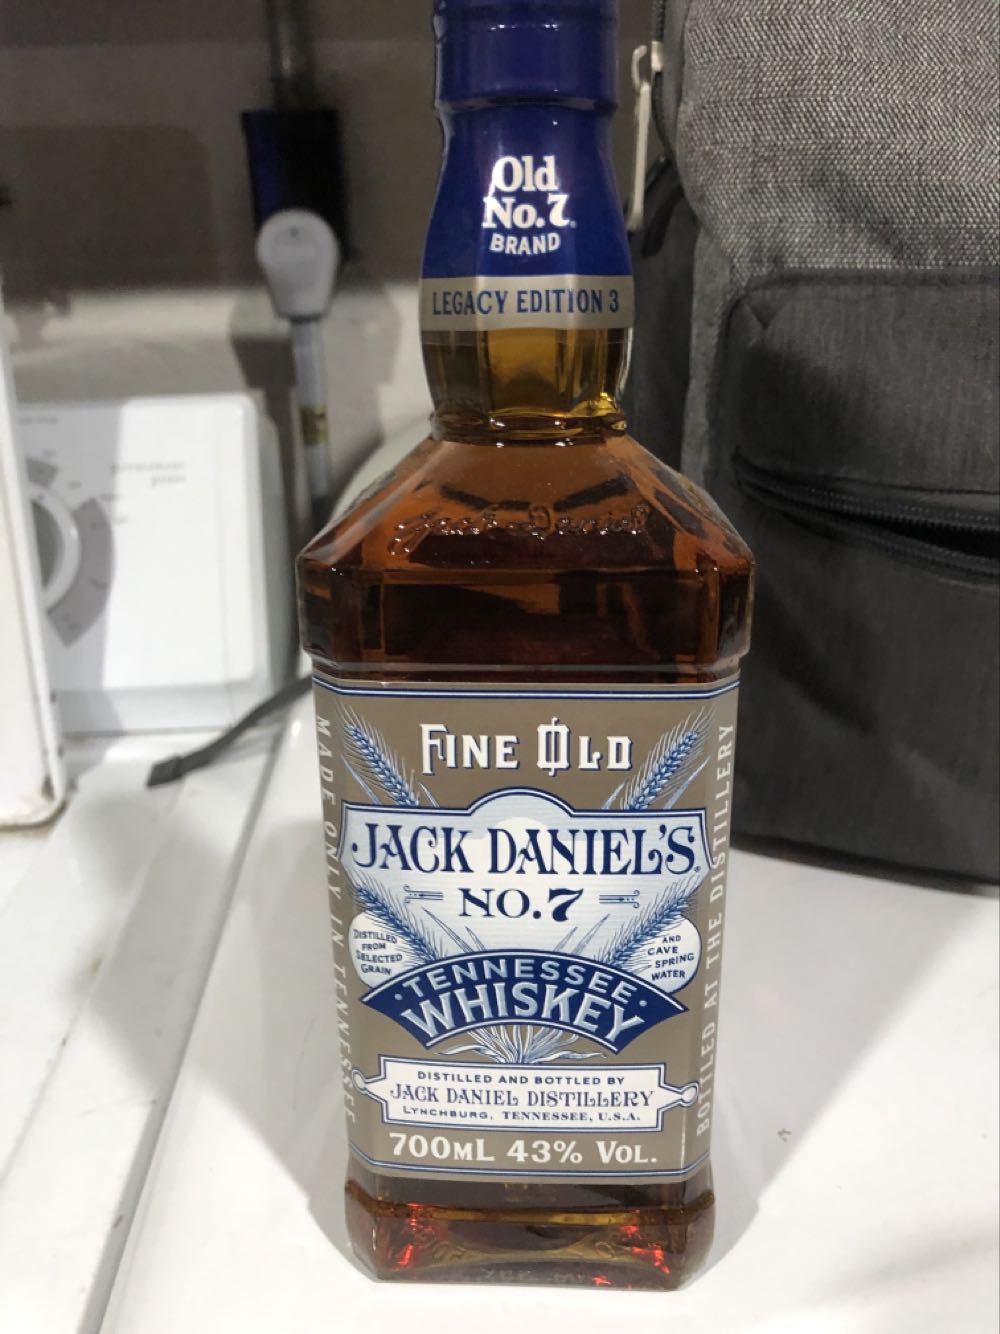 Old
No.7
BRAND
LEGACY EDITION 3
Jack Daniel
FINE OLD
JACK DANIEL'S
NO.7
DISTILLED
FROM
SELECTED
GRAIN
AND
CAVE
SPRING
WATER
TENNESSEE
WHISKEY
DISTILLED AND BOTTLED BY
JACK DANIEL DISTILLERY
LYNCHBURG, TENNESSEE, U.S.A.
700ML 43% VOL.
MADE ONLY IN TENNESSEE
BOTTLED AT THE DISTILLERY